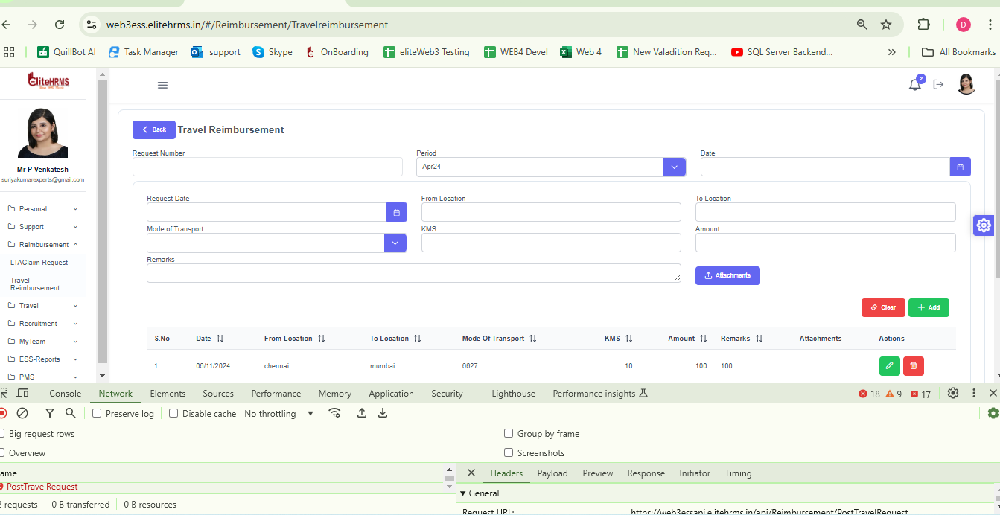 web3ess.elitehrms.in/#/Reimbursement/Travelreimbursement
D
QuillBot AI Task Manager support Skype OnBoarding eliteWeb3 Testing WEB4 Devel Web 4 New Valadition Req... SQL Server Backend... All Bookmarks
EliteHRMS
2
Mr P Venkatesh
suriyakumarexperts@gmail.com
Personal
Support
Reimbursement
LTAClaim Request
Travel
Reimbursement
Travel
Recruitment
MyTeam
ESS-Reports
PMS
Back Travel Reimbursement
Request Number Period Date
Apr24
Request Date From Location To Location
Mode of Transport KMS Amount
Remarks
Attachments
Clear Add
S.No Date From Location To Location Mode Of Transport KMS Amount Remarks Attachments Actions
1 06/11/2024 chennai mumbai 6627 10 100 100
Console Network Elements Sources Performance Memory Application Security Lighthouse Performance insights 18 9 17
Preserve log Disable cache No throttling
Big request rows Group by frame
Overview Screenshots
ame Headers Payload Preview Response Initiator Timing
PostTravelRequest General
2 requests 0 B transferred 0 B resources
Request URL: https://web3essapi.elitehrms.in/api/Reimbursement/PostTravelRequest